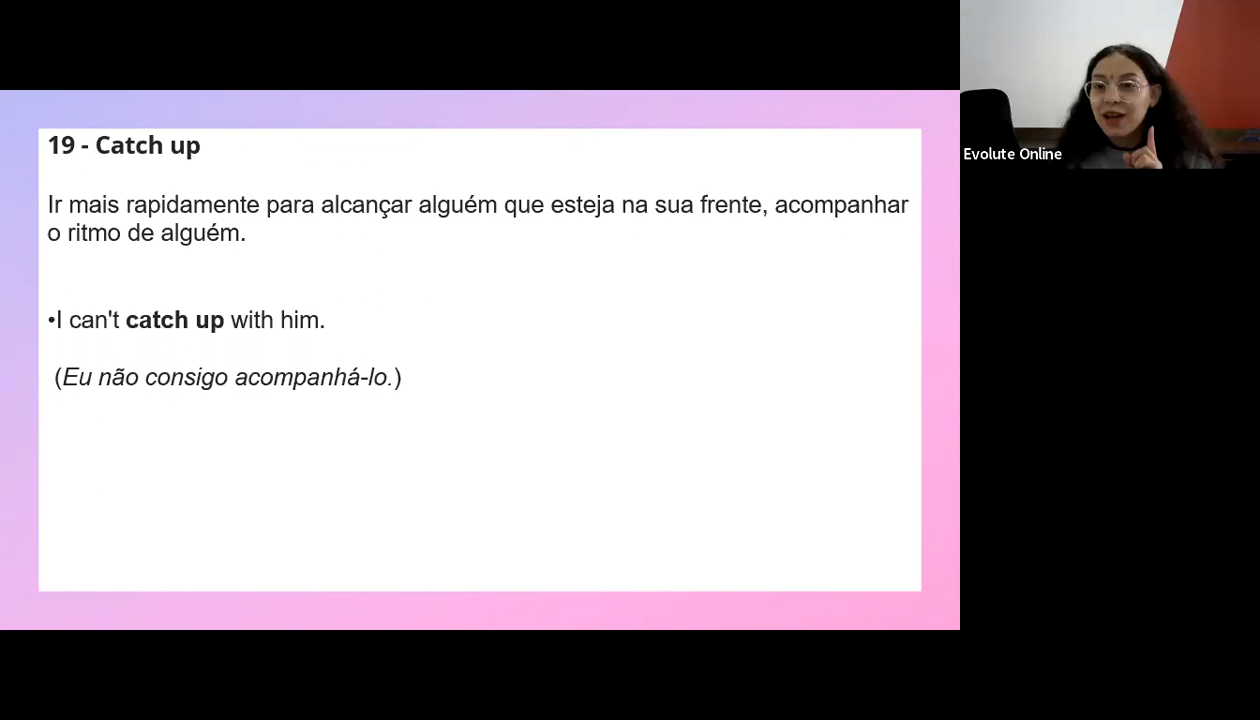 19 - Catch up
Ir mais rapidamente para alcançar alguém que esteja na sua frente, acompanhar
o ritmo de alguém.
•I can't catch up with him.
(Eu não consigo acompanhá-lo.)
Evolute Online